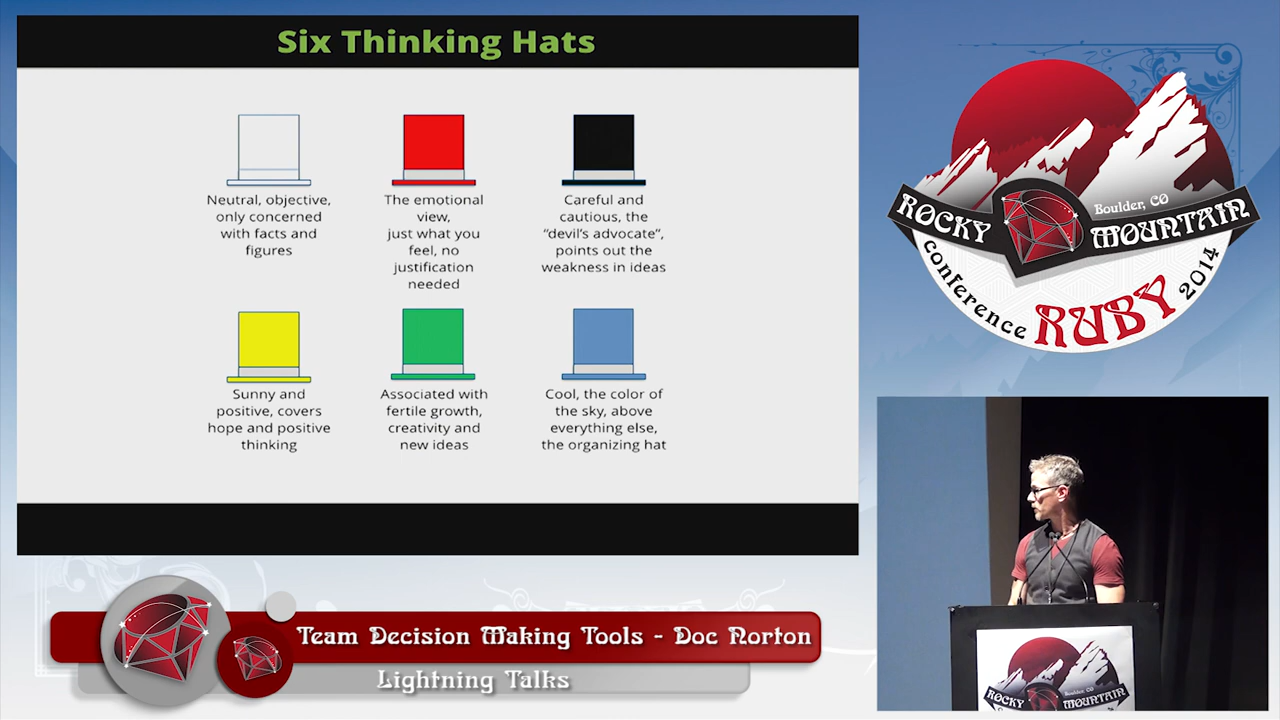 Six Thinking Hats
Neutral, objective,
only concerned
with facts and
figures
The emotional
view,
just what you
feel, no
justification
needed
Careful and
cautious, the
“devil’s advocate”,
points out the
weakness in ideas
Sunny and
positive, covers
hope and positive
thinking
Associated with
fertile growth,
creativity and
new ideas
Cool, the color of
the sky, above
everything else,
the organizing hat
Boulder, CO
ROCKY MOUNTAIN
conference RUBY 2014
Team Decision Making Tools - Doc Norton
Lightning Talks
Boulder, CO
ROCKY MOUNTAIN